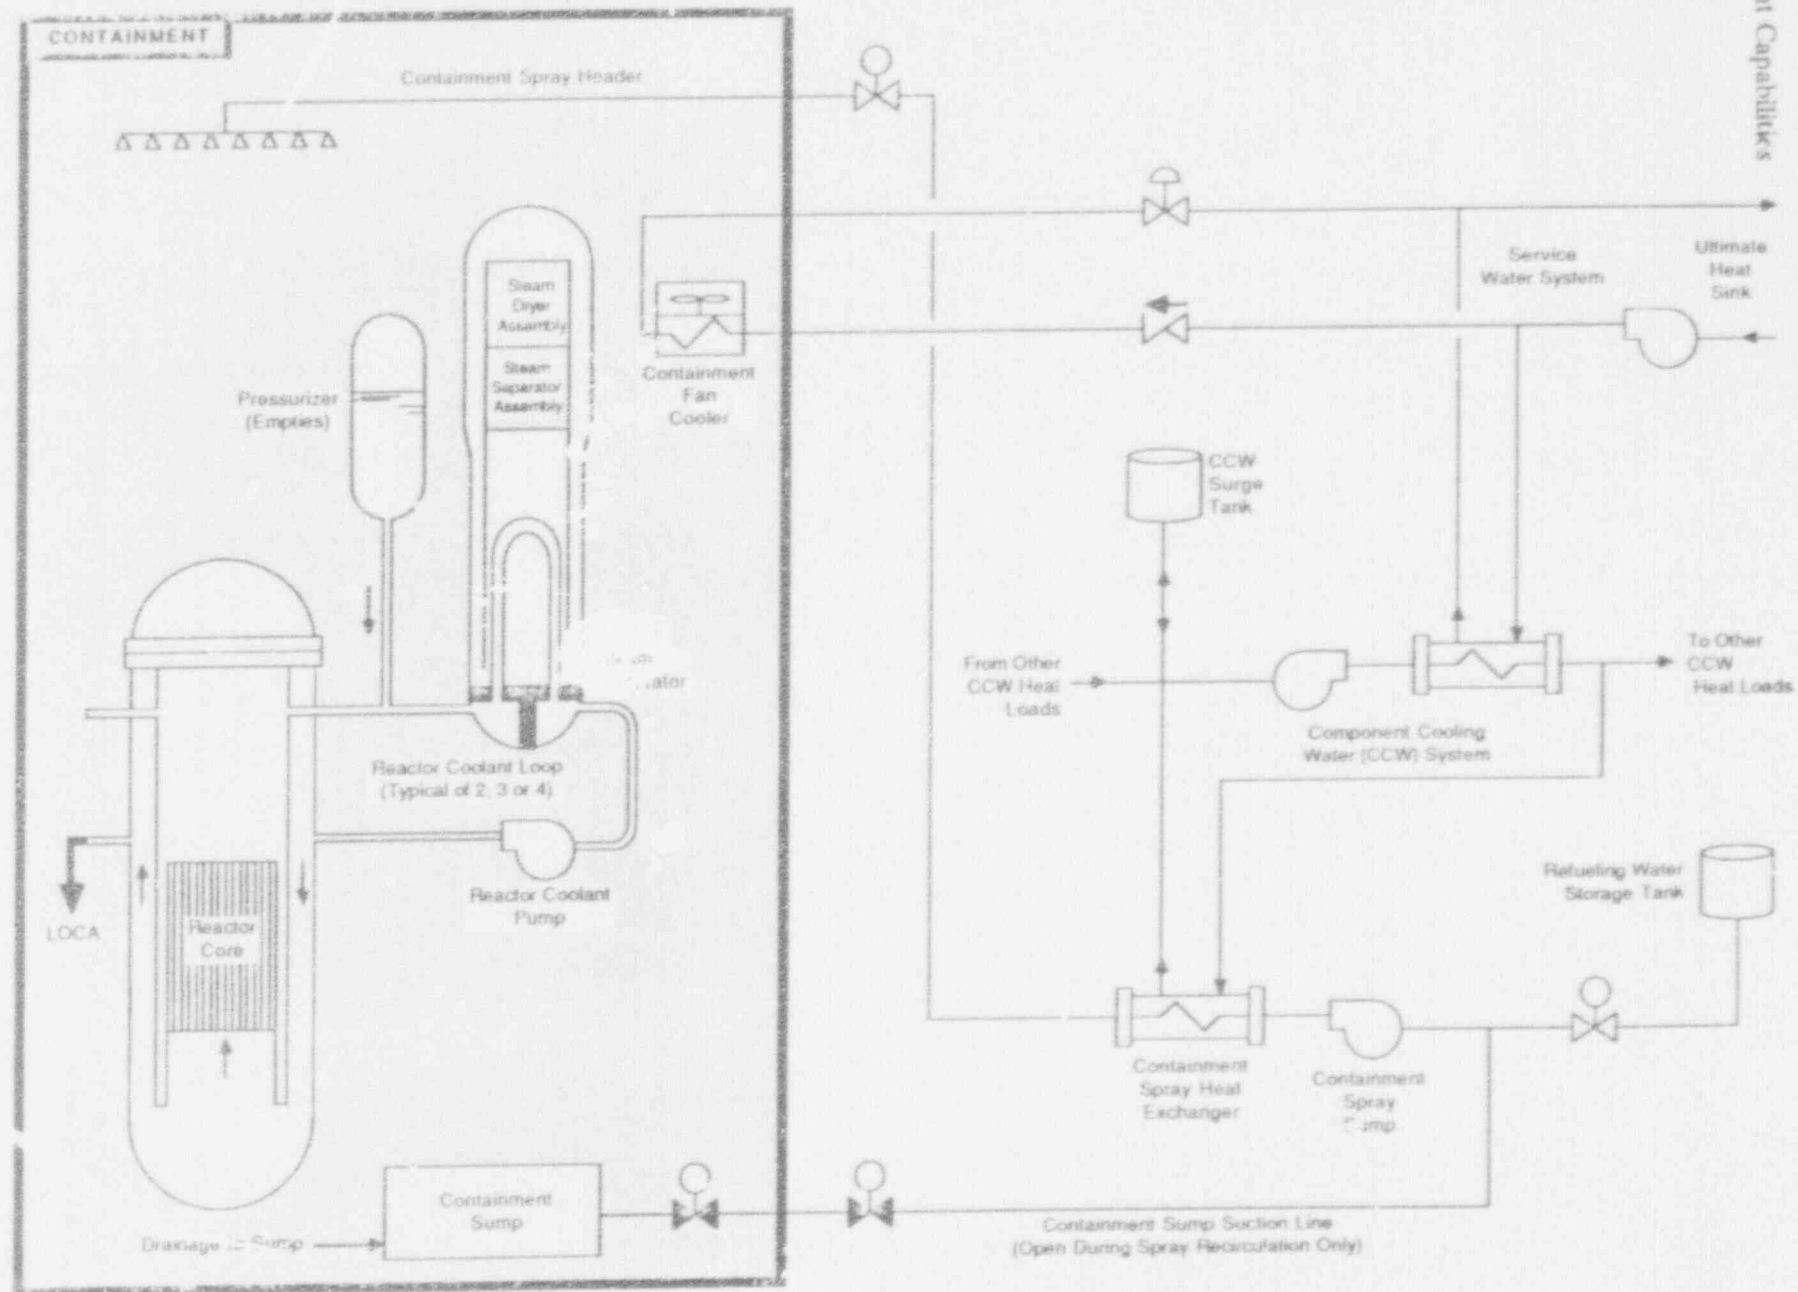 CONTAINMENT
Containment Spray Header
Capabilities
Steam
Dryer
Assembly
Steam
Separator
Assembly
Pressurizer
(Empties)
Containment
Fan
Cooler
Service
Water System
Ultimate
Heat
Sink
CCW
Surge
Tank
From Other
CCW Heat
Loads
To Other
CCW
Heat Loads
Component Cooling
Water (CCW) System
Reactor Coolant Loop
(Typical of 2, 3 or 4)
Reactor Coolant
Pump
LOCA
Reactor
Core
Refueling Water
Storage Tank
Containment
Spray Heat
Exchanger
Containment
Spray
Containment
Sump
Drainage Sump
Containment Sump Suction Line
(Open During Spray Recirculation Only)